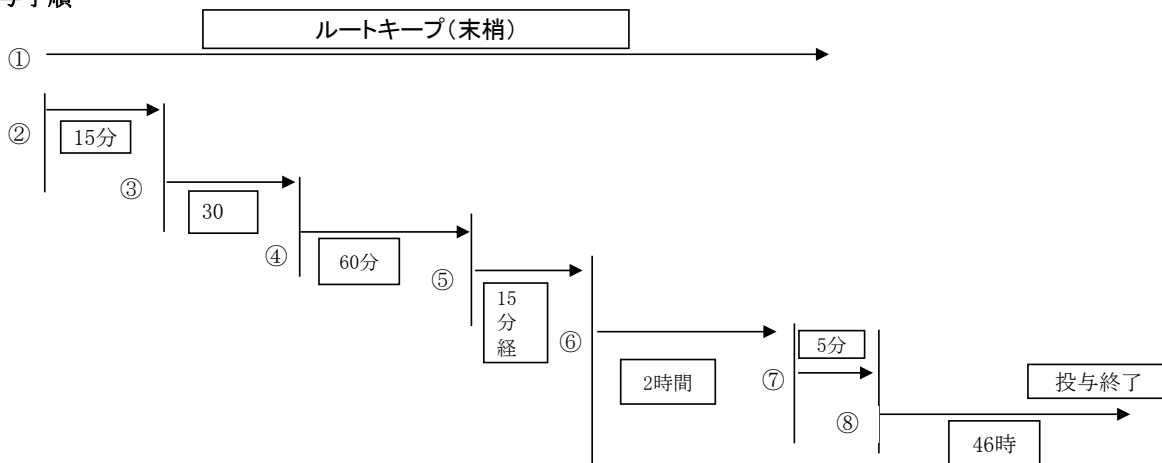 与手順
ルートキープ（末梢）
①
②
15分
③
30
④
60分
⑤
15
分
経
⑥
2時間
5分
⑦
投与終了
⑧
46時